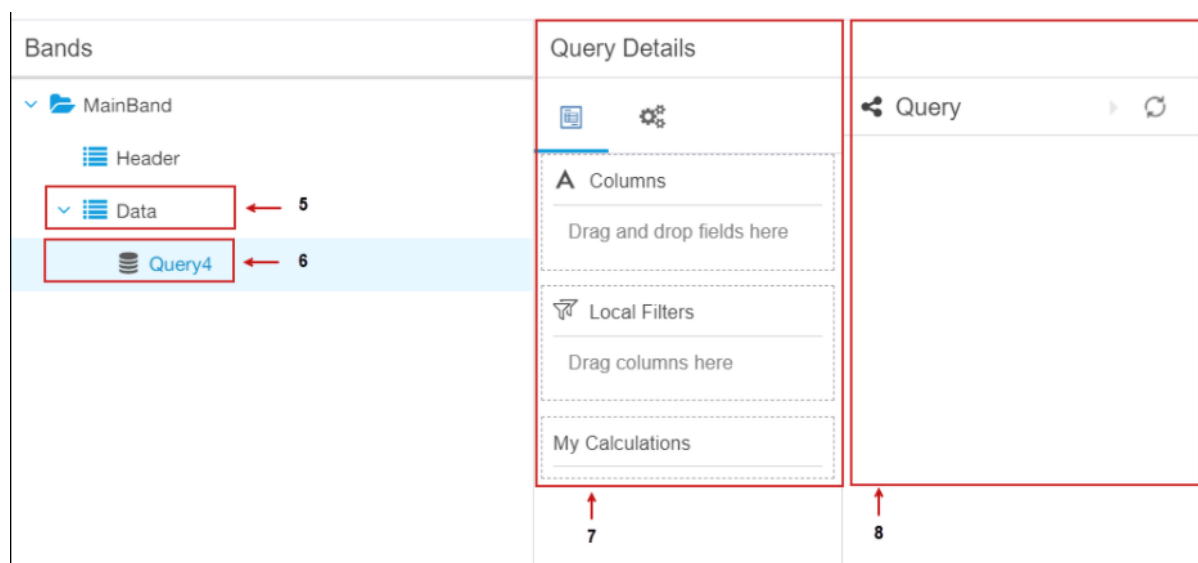 Bands
MainBand
Header
Data
5
Query4
6
Query Details
Columns
Drag and drop fields here
Local Filters
Drag columns here
My Calculations
7
Query
8